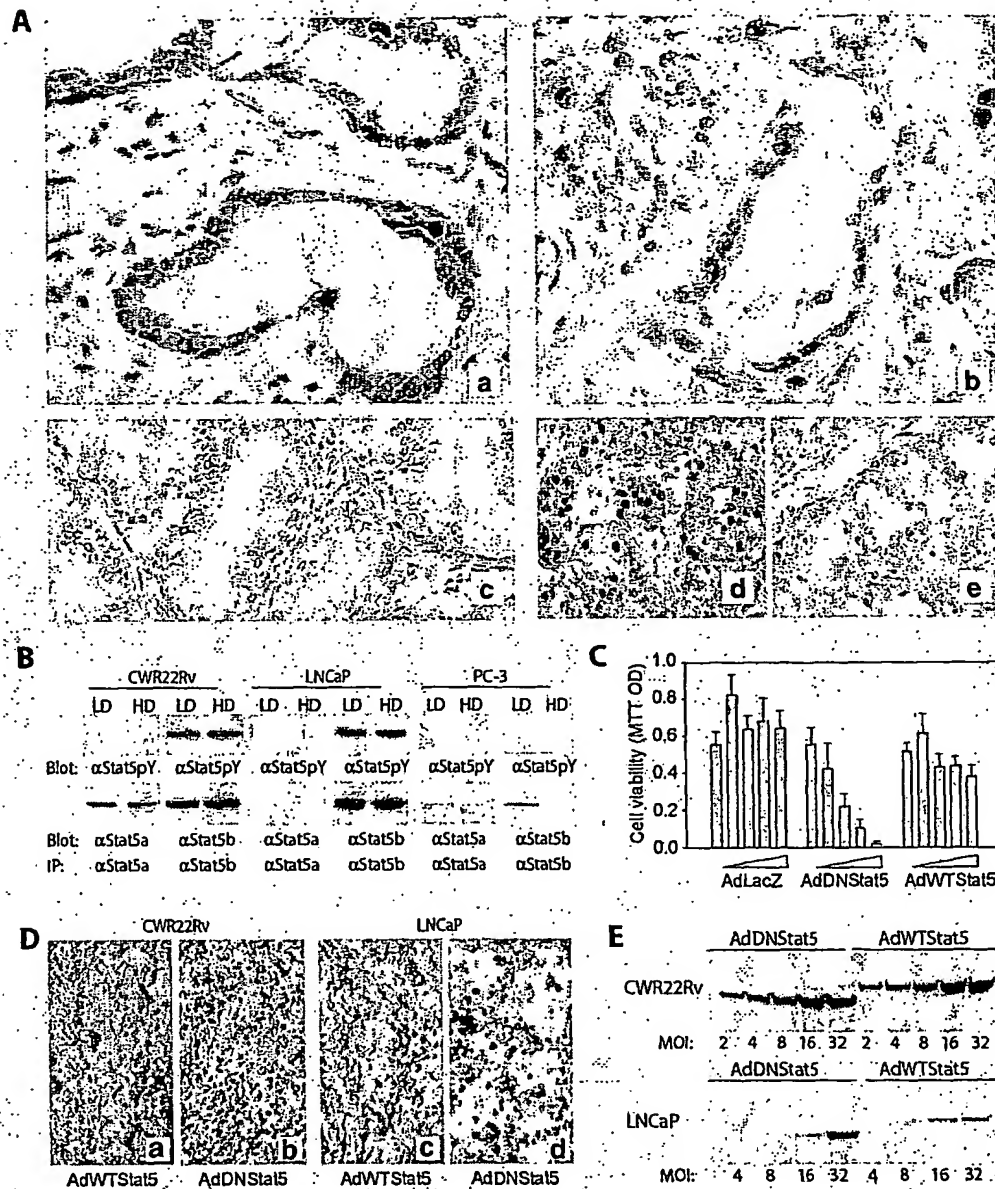 A
a
b
c
d
e
B
CWR22Rv LNCaP PC-3
LD HD LD HD LD HD LD HD LD HD LD HD
Blot: αStat5pY αStat5pY αStat5pY αStat5pY αStat5pY αStat5pY
Blot: αStat5a αStat5b αStat5a αStat5b αStat5a αStat5b
IP: αStat5a αStat5b αStat5a αStat5b αStat5a αStat5b
C
Cell viability (MTT OD)
1.0
0.8
0.6
0.4
0.2
0.0
AdLacZ AdDNStat5 AdWTStat5
D
CWR22Rv LNCaP
a b c d
AdWTStat5 AdDNStat5 AdWTStat5 AdDNStat5
E
AdDNStat5 AdWTStat5
CWR22Rv
MOI: 2 4 8 16 32 2 4 8 16 32
AdDNStat5 AdWTStat5
LNCaP
MOI: 4 8 16 32 4 8 16 32